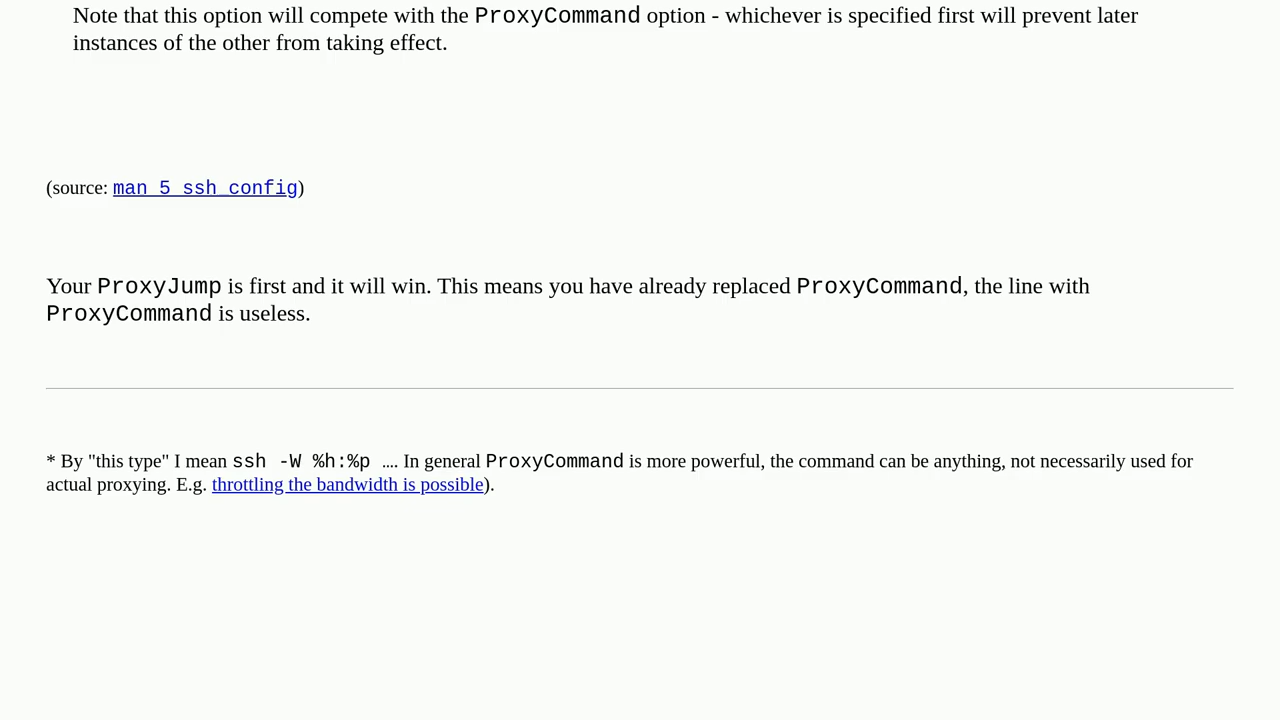 Note that this option will compete with the ProxyCommand option - whichever is specified first will prevent later
instances of the other from taking effect.
(source: man 5 ssh_config)
Your ProxyJump is first and it will win. This means you have already replaced ProxyCommand, the line with
ProxyCommand is useless.
* By "this type" I mean ssh -W %h:%p …. In general ProxyCommand is more powerful, the command can be anything, not necessarily used for
actual proxying. E.g. throttling the bandwidth is possible).